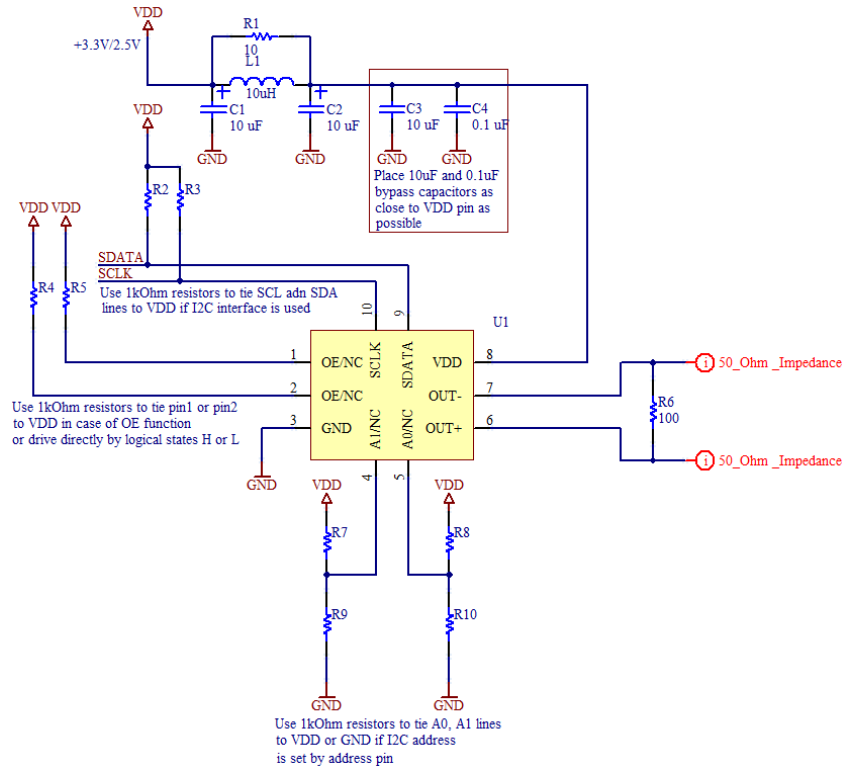 VDD
+3.3V/2.5V
R1
10
L1
10uH
C1
10 uF
GND
C2
10 uF
GND
C3
10 uF
GND
C4
0.1 uF
GND
Place 10uF and 0.1uF
bypass capacitors as
close to VDD pin as
possible
VDD
R2
R3
VDD
VDD
R4
R5
SDATA
SCLK
Use 1kOhm resistors to tie SCL adn SDA
lines to VDD if I2C interface is used
U1
10
9
SCLK
SDATA
1
OE/NC
2
OE/NC
3
GND
VDD
8
OUT-
7
OUT+
6
A1/NC
A0/NC
4
5
Use 1kOhm resistors to tie pin1 or pin2
to VDD in case of OE function
or drive directly by logical states H or L
GND
R6
100
i
50_Ohm _Impedance
i
50_Ohm _Impedance
VDD
R7
R9
GND
VDD
R8
R10
GND
Use 1kOhm resistors to tie A0, A1 lines
to VDD or GND if I2C address
is set by address pin